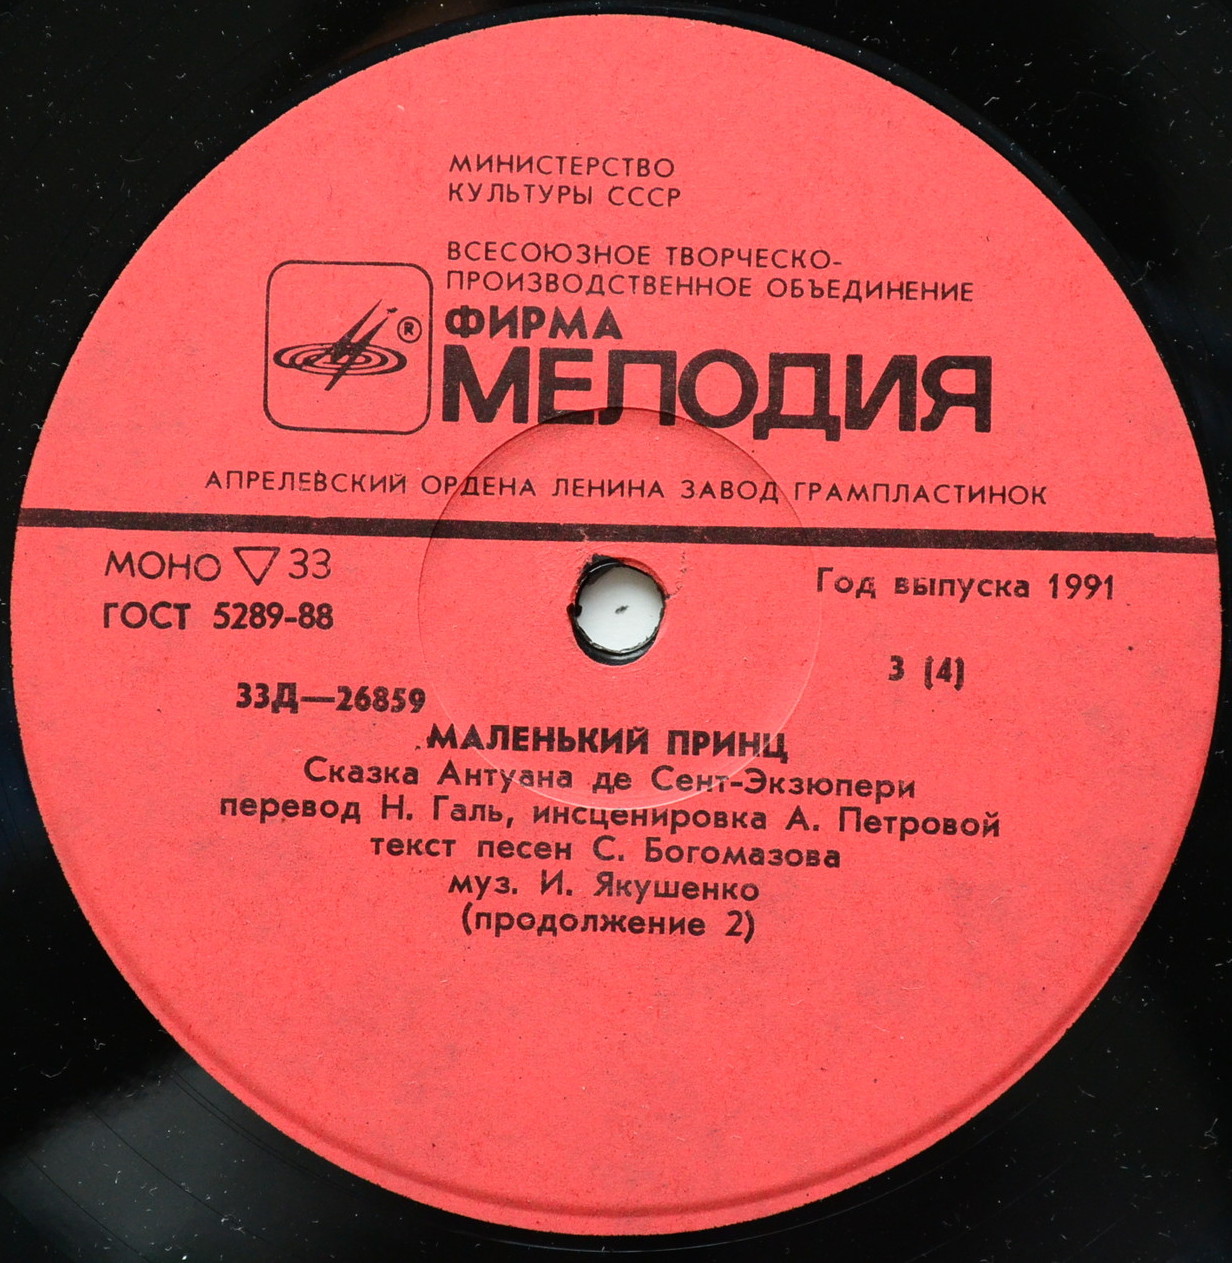 МИНИСТЕРСТВО
КУЛЬТУРЫ СССР
ВСЕСОЮЗНОЕ ТВОРЧЕСКО-
ПРОИЗВОДСТВЕННОЕ ОБЪЕДИНЕНИЕ
ФИРМА
®
МЕЛОДИЯ
АПРЕЛЕВСКИЙ ОРДЕНА ЛЕНИНА ЗАВОД ГРАМПЛАСТИНОК
МОНО ▽ 33
Год выпуска 1991
ГОСТ 5289-88
3 (4)
33Д—26859
МАЛЕНЬКИЙ ПРИНЦ
Сказка Антуана де Сент-Экзюпери
перевод Н. Галь, инсценировка А. Петровой
текст песен С. Богомазова
муз. И. Якушенко
(продолжение 2)